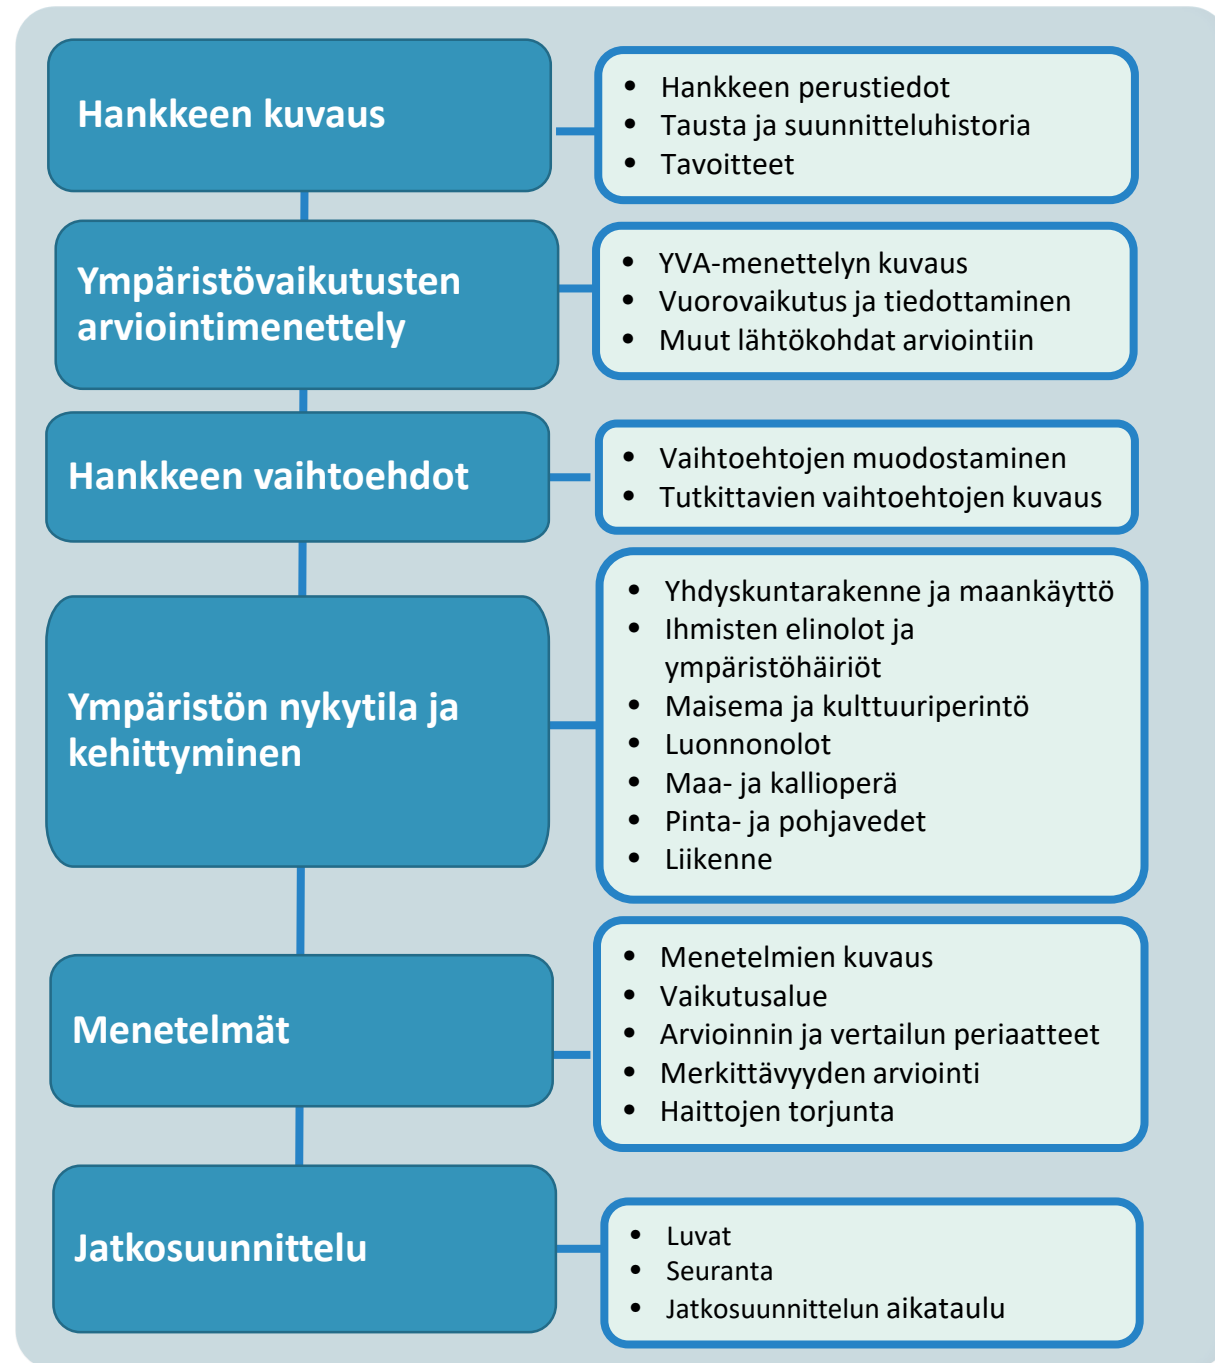 Hankkeen kuvaus
• Hankkeen perustiedot
• Tausta ja suunnitteluhistoria
• Tavoitteet
Ympäristövaikutusten
arviointimenettely
• YVA-menettelyn kuvaus
• Vuorovaikutus ja tiedottaminen
• Muut lähtökohdat arviointiin
Hankkeen vaihtoehdot
• Vaihtoehtojen muodostaminen
• Tutkittavien vaihtoehtojen kuvaus
Ympäristön nykytila ja
kehittyminen
• Yhdyskuntarakenne ja maankäyttö
• Ihmisten elinolot ja
ympäristöhäiriöt
• Maisema ja kulttuuriperintö
• Luonnonolot
• Maa- ja kallioperä
• Pinta- ja pohjavedet
• Liikenne
Menetelmät
• Menetelmien kuvaus
• Vaikutusalue
• Arvioinnin ja vertailun periaatteet
• Merkittävyyden arviointi
• Haittojen torjunta
Jatkosuunnittelu
• Luvat
• Seuranta
• Jatkosuunnittelun aikataulu